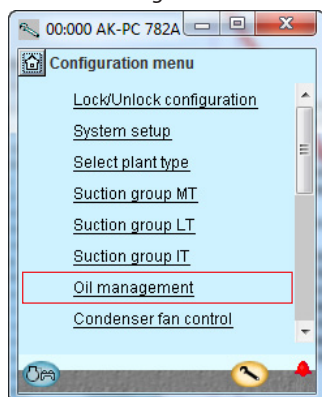 00:000 AK-PC 782A
Configuration menu
Lock/Unlock configuration
System setup
Select plant type
Suction group MT
Suction group LT
Suction group IT
Oil management
Condenser fan control